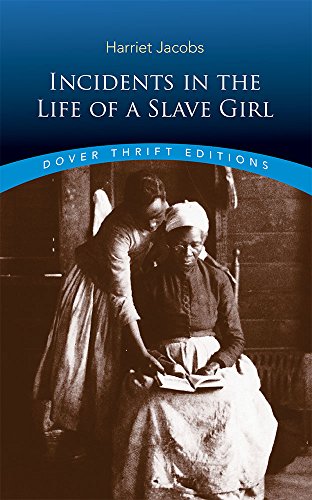 Harriet Jacobs
INCIDENTS IN THE
LIFE OF A SLAVE GIRL
DOVER THRIFT EDITIONS